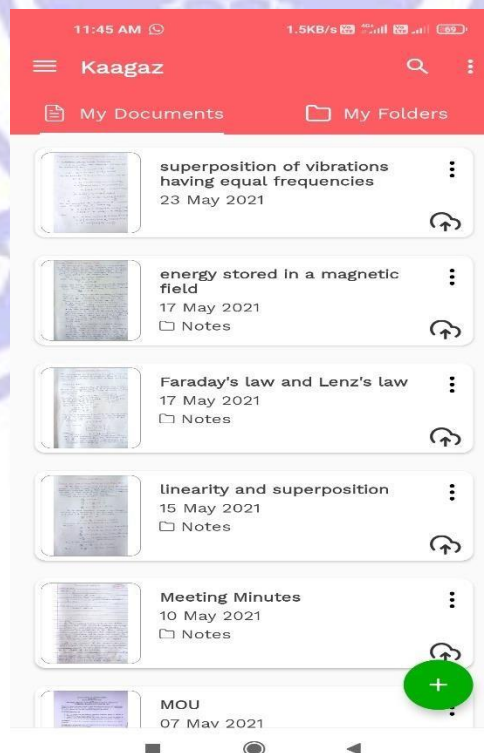 11:45 AM 1.5KB/s 69
Kaagaz
My Documents My Folders
superposition of vibrations
having equal frequencies
23 May 2021
energy stored in a magnetic
field
17 May 2021
Notes
Faraday's law and Lenz's law
17 May 2021
Notes
linearity and superposition
15 May 2021
Notes
Meeting Minutes
10 May 2021
Notes
MOU
07 May 2021